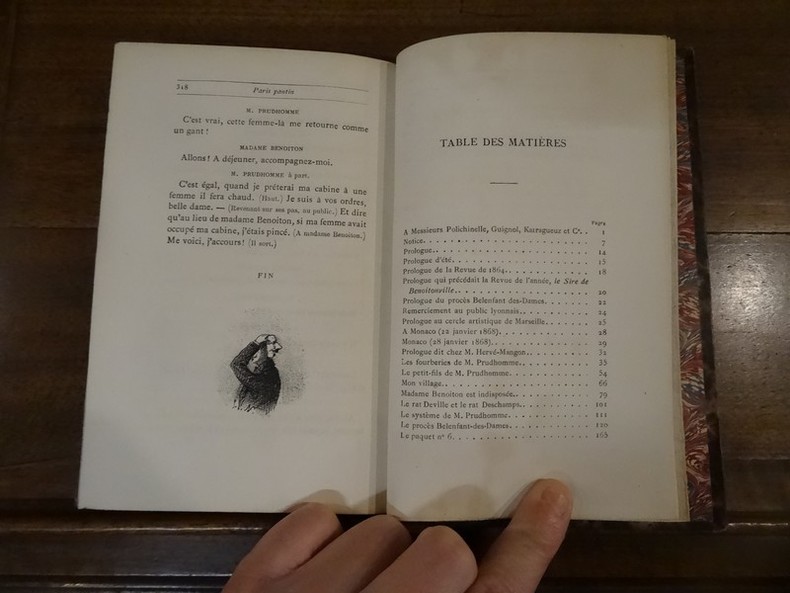 348 Paris pantin
M. PRUDHOMME
C'est vrai, cette femme-là me retourne comme
un gant !
MADAME BENOITON
Allons ! A déjeuner, accompagnez-moi.
M. PRUDHOMME à part.
C'est égal, quand je prêterai ma cabine à une
femme il fera chaud. (Haut.) Je suis à vos ordres,
belle dame. — (Revenant sur ses pas, au public.) Et dire
qu'au lieu de madame Benoiton, si ma femme avait
occupé ma cabine, j'étais pincé. (A madame Benoiton.)
Me voici, j'accours ! (Il sort.)
FIN
TABLE DES MATIÈRES
Pages
A Messieurs Polichinelle, Guignol, Karragueuz et Cie. . 1
Notice. . . . . . . . . . . . . . . . . . . . 7
Prologue. . . . . . . . . . . . . . . . . . . 14
Prologue d'été. . . . . . . . . . . . . . . . 15
Prologue de la Revue de 1864. . . . . . . . . . 18
Prologue qui précédait la Revue de l'année, le Sire de
Benoitonville. . . . . . . . . . . . . . . . 20
Prologue du procès Belenfant des-Dames. . . . . . 22
Remerciement au public lyonnais. . . . . . . . . 24
Prologue au cercle artistique de Marseille. . . . . . 25
A Monaco (22 janvier 1868) . . . . . . . . . . . 28
Monaco (28 janvier 1868) . . . . . . . . . . . . 29
Prologue dit chez M. Hervé-Mangon. . . . . . . . 32
Les fourberies de M. Prudhomme. . . . . . . . . 35
Le petit-fils de M. Prudhomme. . . . . . . . . . 54
Mon village. . . . . . . . . . . . . . . . . . 66
Madame Benoiton est indisposée. . . . . . . . . . 79
Le rat Deville et le rat Deschamps. . . . . . . . . 101
Le système de M. Prudhomme. . . . . . . . . . . 111
Le procès Belenfant-des-Dames. . . . . . . . . . 120
Le paquet n° 6. . . . . . . . . . . . . . . . . 165